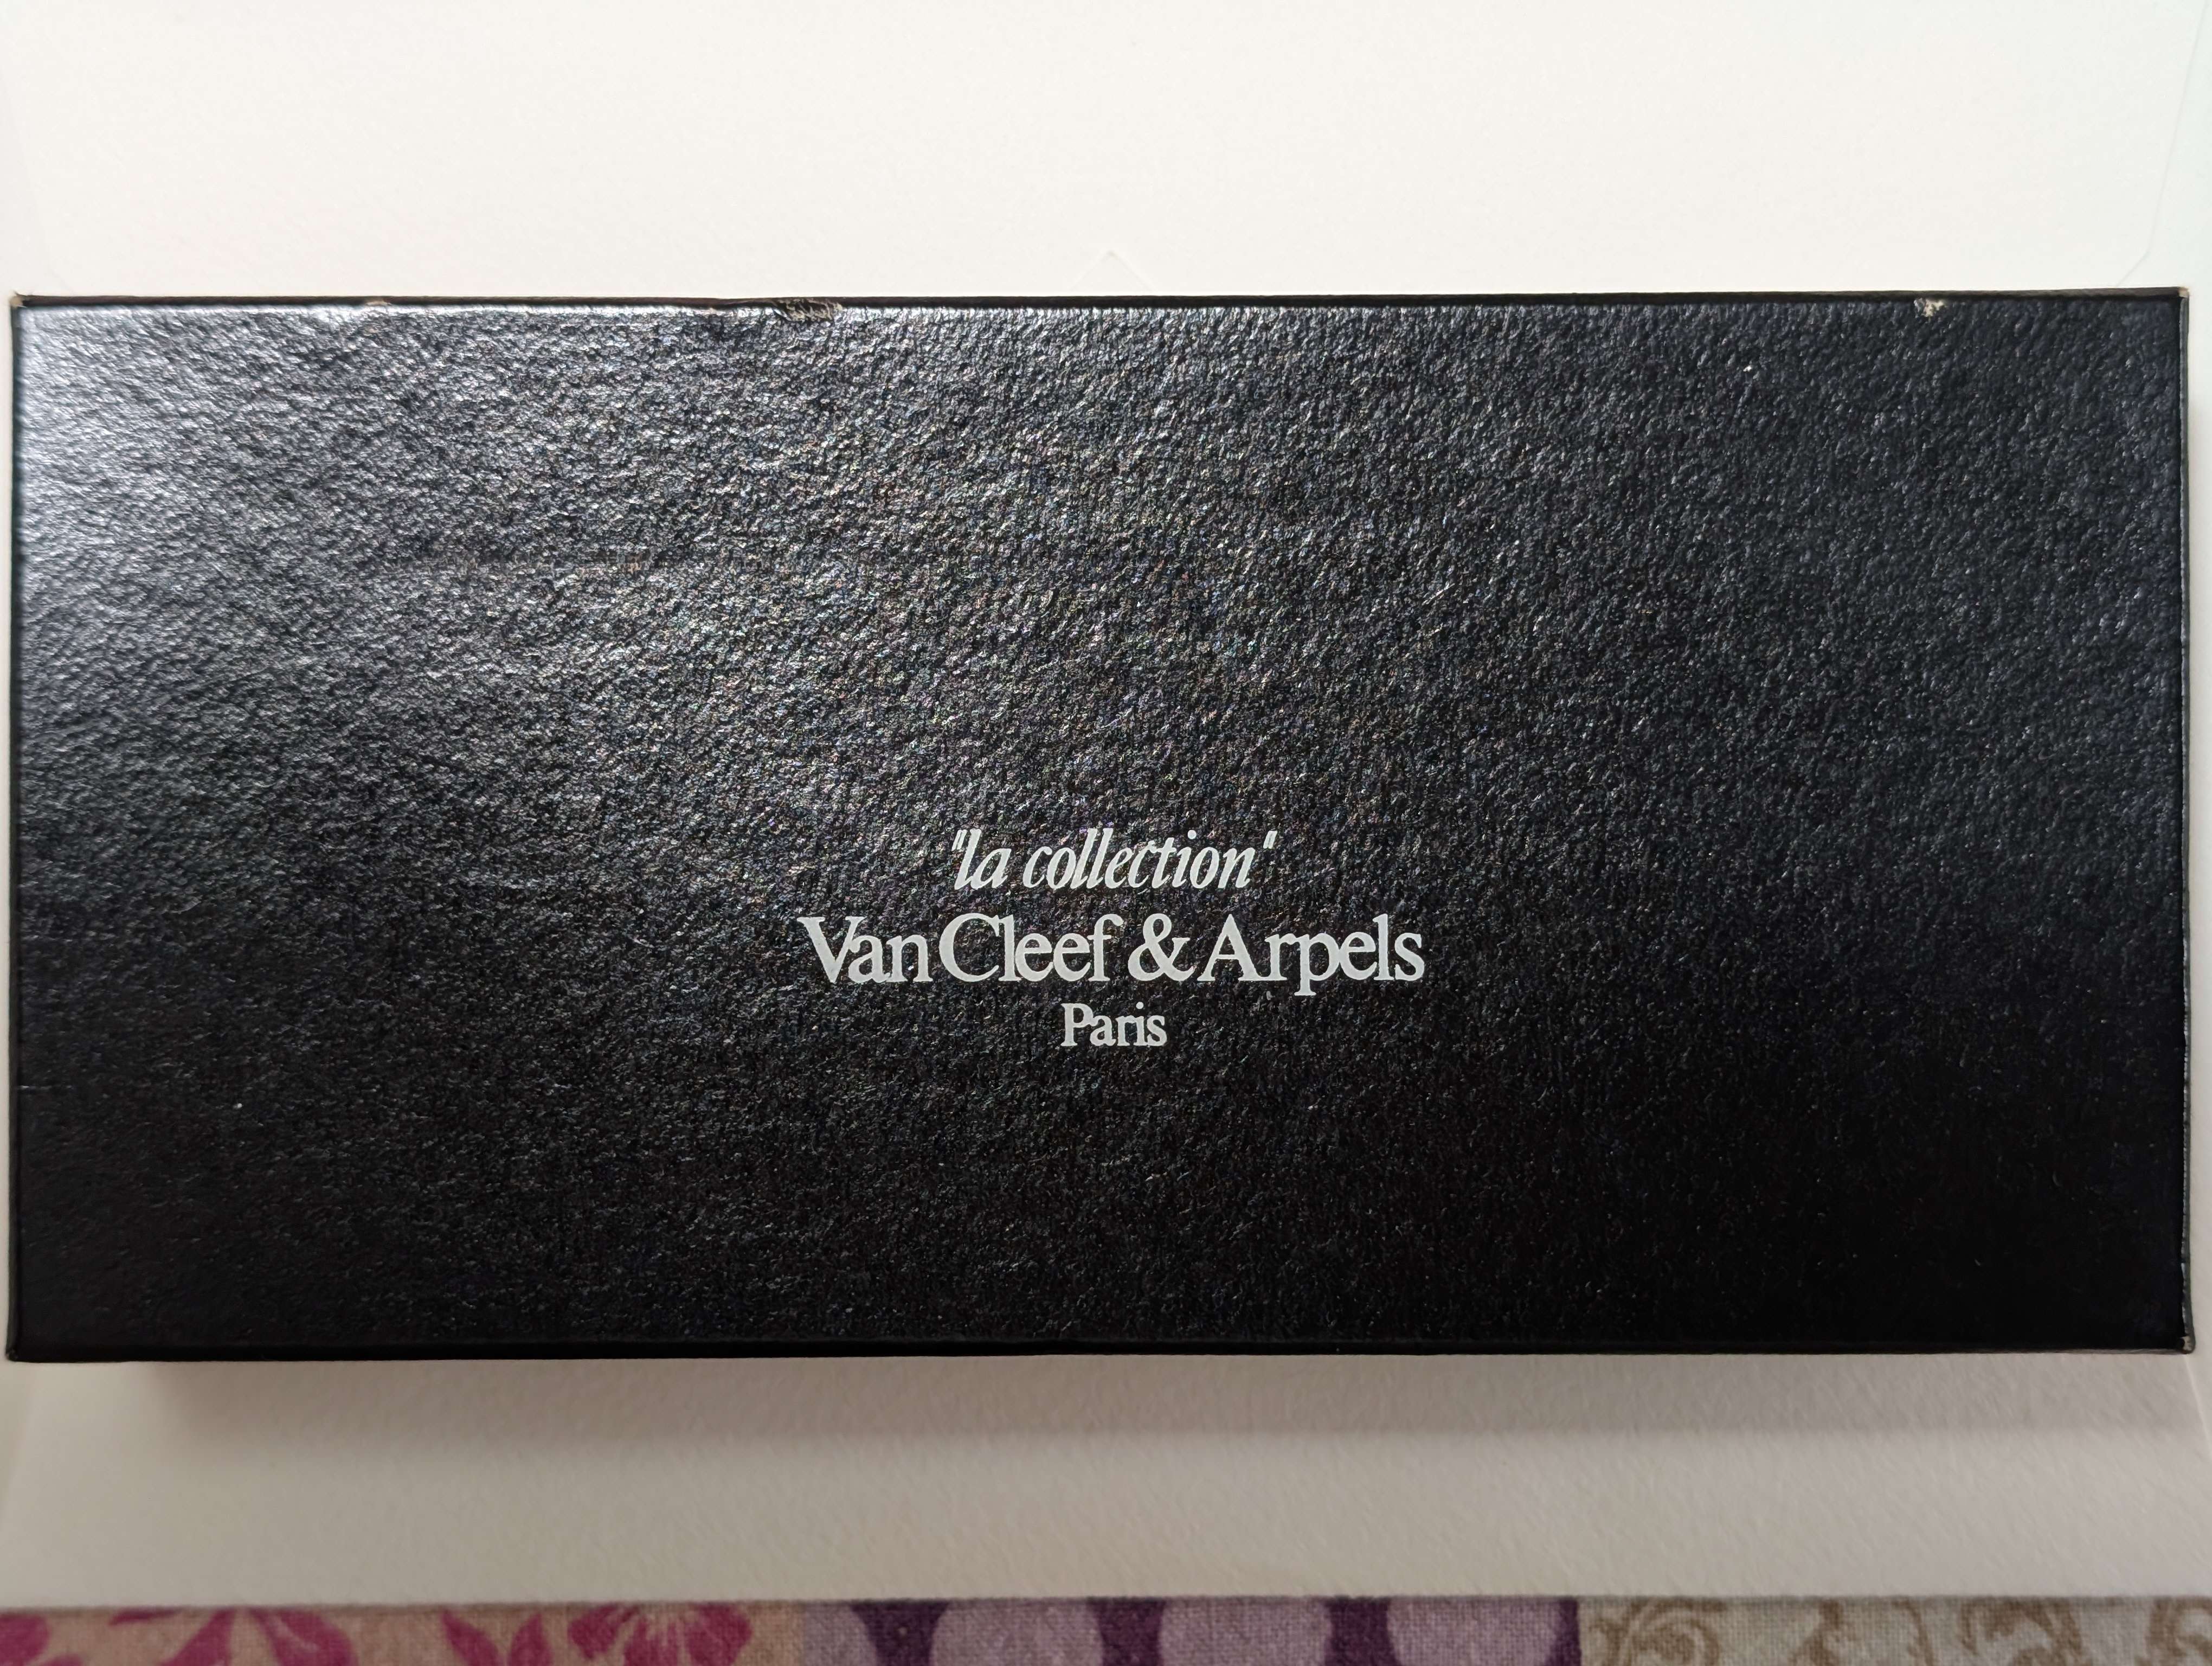 "la collection"
Van Cleef & Arpels
Paris